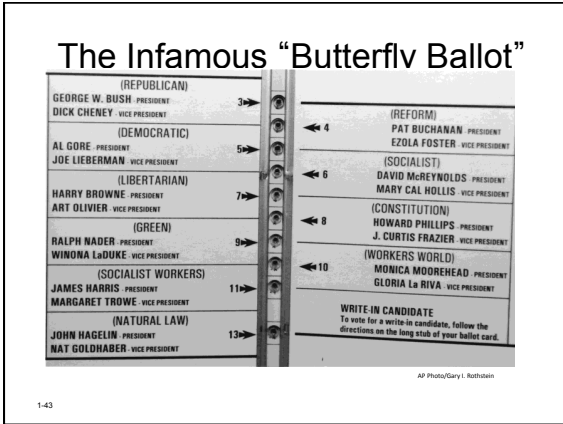 The Infamous “Butterfly Ballot”
(REPUBLICAN)
GEORGE W. BUSH - PRESIDENT
DICK CHENEY - VICE PRESIDENT
3
(DEMOCRATIC)
AL GORE - PRESIDENT
JOE LIEBERMAN - VICE PRESIDENT
5
(LIBERTARIAN)
HARRY BROWNE - PRESIDENT
ART OLIVIER - VICE PRESIDENT
7
(GREEN)
RALPH NADER - PRESIDENT
WINONA LaDUKE - VICE PRESIDENT
9
(SOCIALIST WORKERS)
JAMES HARRIS - PRESIDENT
MARGARET TROWE - VICE PRESIDENT
11
(NATURAL LAW)
JOHN HAGELIN - PRESIDENT
NAT GOLDHABER - VICE PRESIDENT
13
(REFORM)
4
PAT BUCHANAN - PRESIDENT
EZOLA FOSTER - VICE PRESIDENT
(SOCIALIST)
6
DAVID McREYNOLDS - PRESIDENT
MARY CAL HOLLIS - VICE PRESIDENT
(CONSTITUTION)
8
HOWARD PHILLIPS - PRESIDENT
J. CURTIS FRAZIER - VICE PRESIDENT
(WORKERS WORLD)
10
MONICA MOOREHEAD - PRESIDENT
GLORIA La RIVA - VICE PRESIDENT
WRITE-IN CANDIDATE
To vote for a write-in candidate, follow the
directions on the long stub of your ballot card.
AP Photo/Gary I. Rothstein
1-43